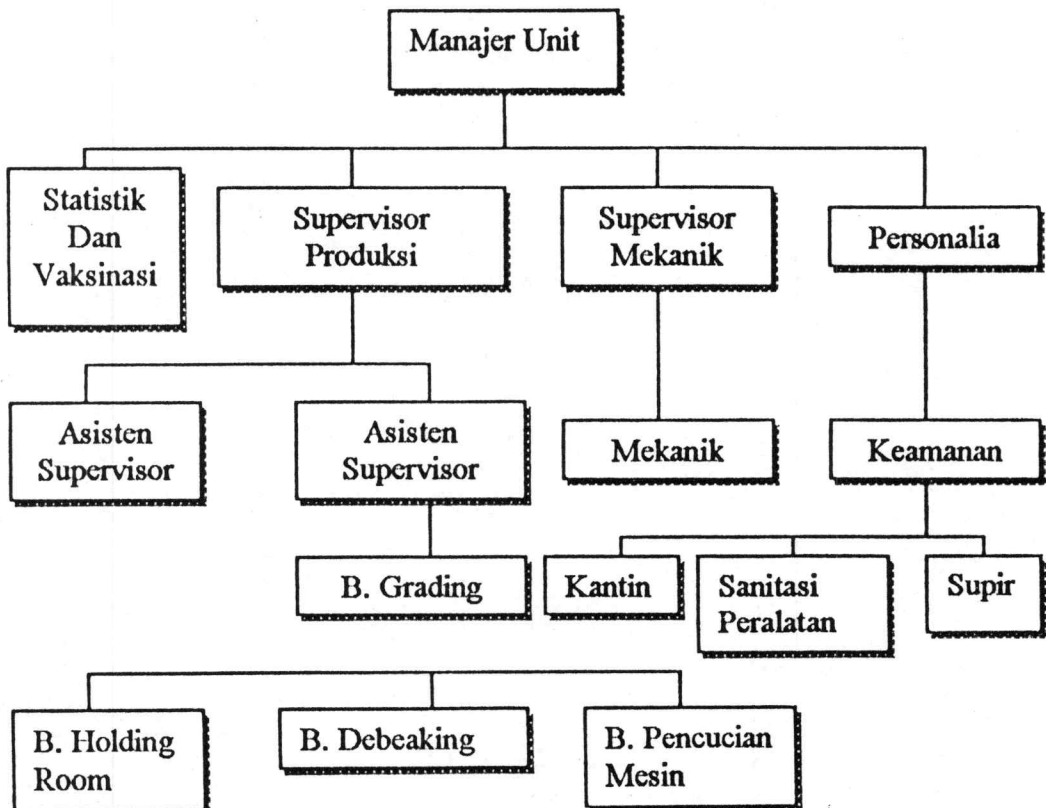 Manajer Unit
Statistik
Dan
Vaksinasi
Supervisor
Produksi
Supervisor
Mekanik
Personalia
Asisten
Supervisor
Asisten
Supervisor
Mekanik
Keamanan
B. Grading
Kantin
Sanitasi
Peralatan
Supir
B. Holding
Room
B. Debeaking
B. Pencucian
Mesin